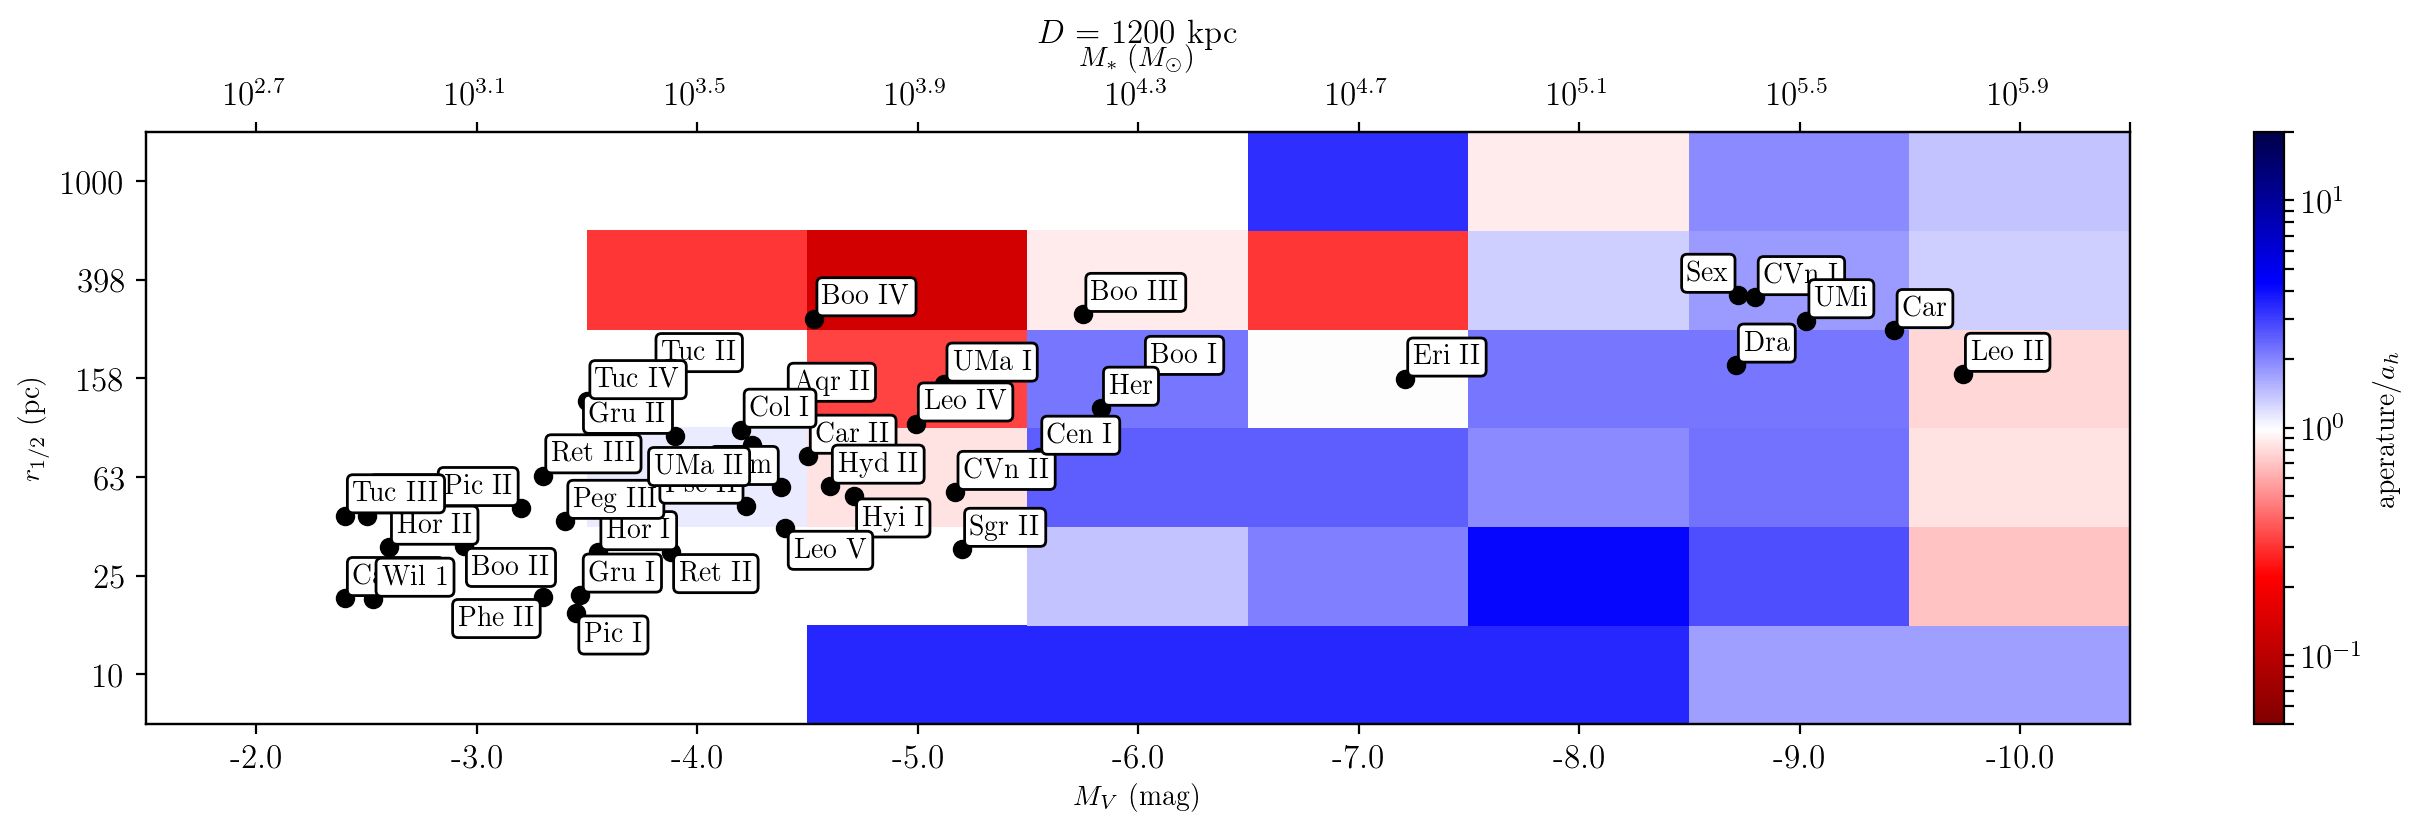 D = 1200 kpc
M* (M⊙)
10^2.7 10^3.1 10^3.5 10^3.9 10^4.3 10^4.7 10^5.1 10^5.5 10^5.9
1000
398
158
63
25
10
r1/2 (pc)
Boo IV
Boo III
Sex
CVn I
UMi
Car
Tuc II
Tuc IV
Gru II
Aqr II
Col I
UMa I
Leo IV
Boo I
Her
Eri II
Dra
Leo II
Ret III
Car II
Cen I
UMa II
Hyd II
CVn II
Pic II
Tuc III
Peg III
Hor II
Hor I
Hyi I
Sgr II
Leo V
Boo II
Wil 1
Gru I
Ret II
Phe II
Pic I
-2.0 -3.0 -4.0 -5.0 -6.0 -7.0 -8.0 -9.0 -10.0
MV (mag)
10^1
10^0
10^-1
aperature/ah